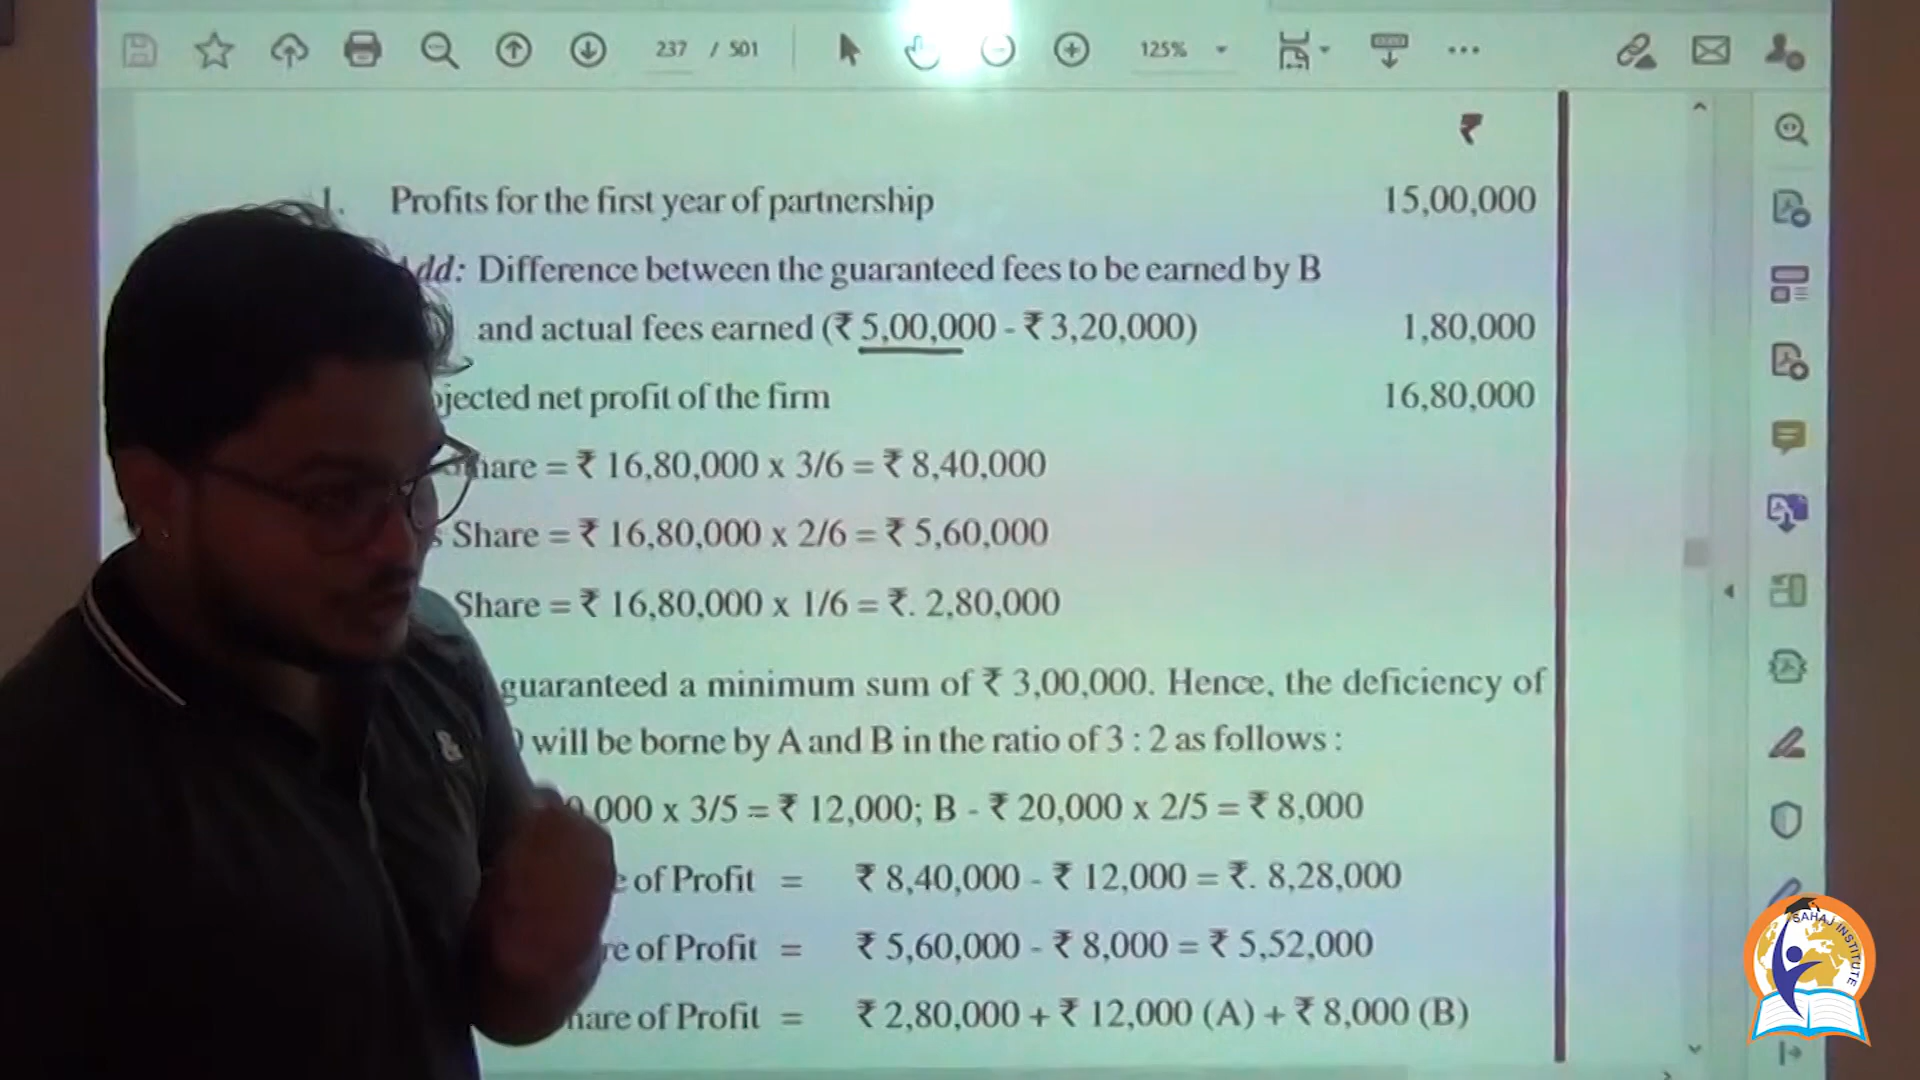 237 / 501
125%
₹
1. Profits for the first year of partnership 15,00,000
Add: Difference between the guaranteed fees to be earned by B
and actual fees earned (₹ 5,00,000 - ₹ 3,20,000) 1,80,000
net profit of the firm 16,80,000
Share = ₹ 16,80,000 x 3/6 = ₹ 8,40,000
Share = ₹ 16,80,000 x 2/6 = ₹ 5,60,000
Share = ₹ 16,80,000 x 1/6 = ₹. 2,80,000
guaranteed a minimum sum of ₹ 3,00,000. Hence, the deficiency of
will be borne by A and B in the ratio of 3 : 2 as follows :
000 x 3/5 = ₹ 12,000; B - ₹ 20,000 x 2/5 = ₹ 8,000
of Profit = ₹ 8,40,000 - ₹ 12,000 = ₹. 8,28,000
of Profit = ₹ 5,60,000 - ₹ 8,000 = ₹ 5,52,000
of Profit = ₹ 2,80,000 + ₹ 12,000 (A) + ₹ 8,000 (B)
&
SAHAJ INSTITUTE